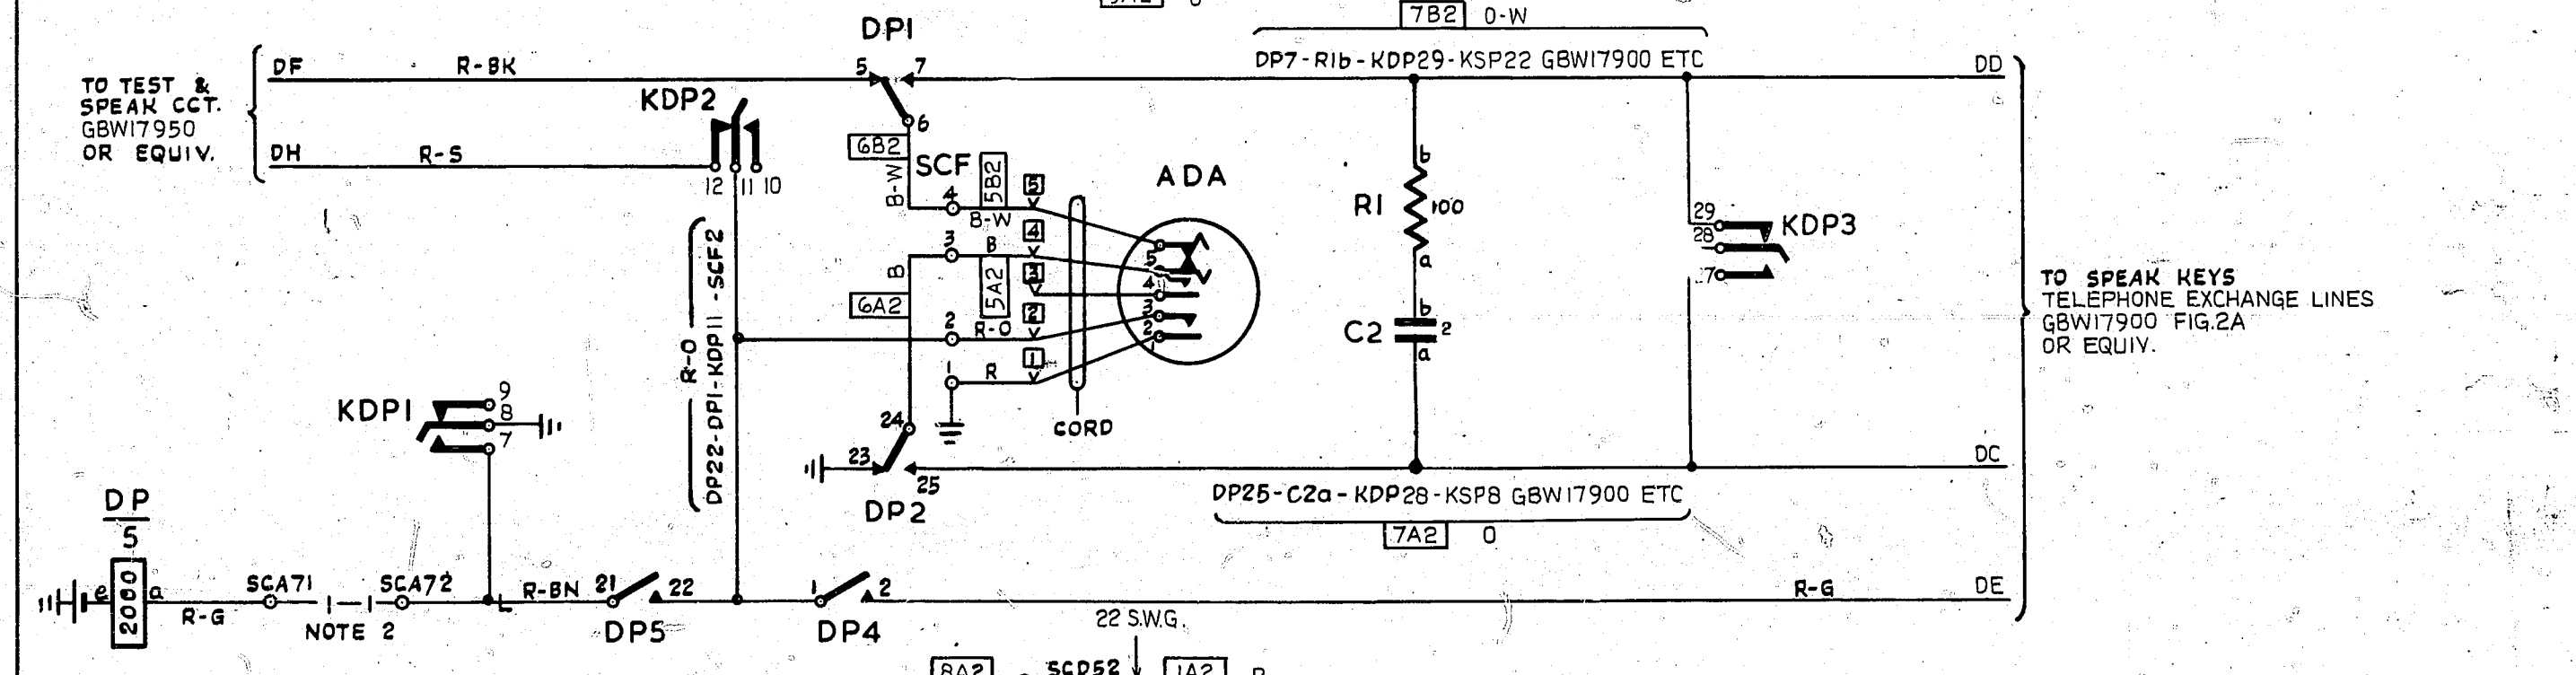 7B2 O-W
DP1
DP7-R1b-KDP29-KSP22 GBW17900 ETC
DF R-BK 5 7 DD
TO TEST &
SPEAK CCT.
GBW17950
OR EQUIV.
KDP2
6
DH R-S
12 11 10
6B2
B-W
SCF
4
5B2
B-W
5
ADA
R1
b
100
a
29
28
7
KDP3
3
B
4
B
5A2
3
6A2
2
R-O
2
1
R
1
5
4
3
2
1
CORD
C2
b
2
a
TO SPEAK KEYS
TELEPHONE EXCHANGE LINES
GBW17900 FIG.2A
OR EQUIV.
R-O
DP22-DP1-KDP11-SCF2
KDP1
9
8
7
24
23
25
DP2
DC
DP25-C2a-KDP28-KSP8 GBW17900 ETC
7A2 O
DP
5
2000
e
a
R-G
SCA71
SCA72
NOTE 2
R-BN
21
22
DP5
1
2
DP4
22 S.W.G.
R-G
DE
8A2
SCD52
1A2